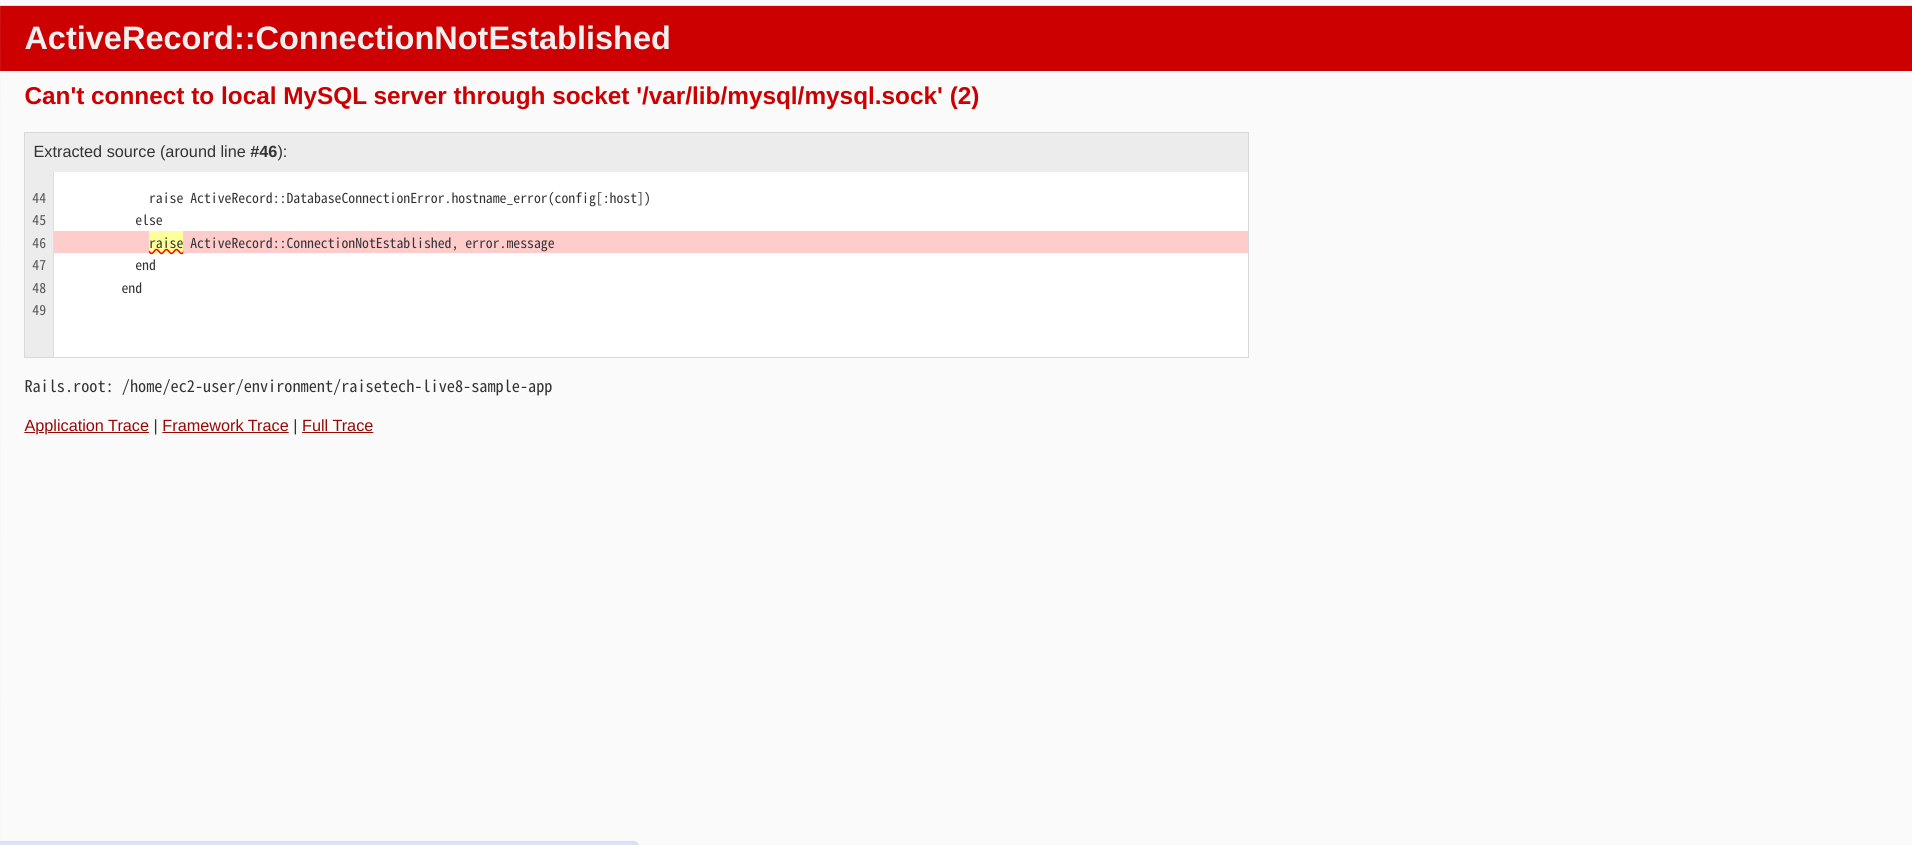 ActiveRecord::ConnectionNotEstablished
Can't connect to local MySQL server through socket '/var/lib/mysql/mysql.sock' (2)
Extracted source (around line #46):
44 raise ActiveRecord::DatabaseConnectionError.hostname_error(config[:host])
45 else
46 raise ActiveRecord::ConnectionNotEstablished, error.message
47 end
48 end
49
Rails.root: /home/ec2-user/environment/raisetech-live8-sample-app
Application Trace | Framework Trace | Full Trace